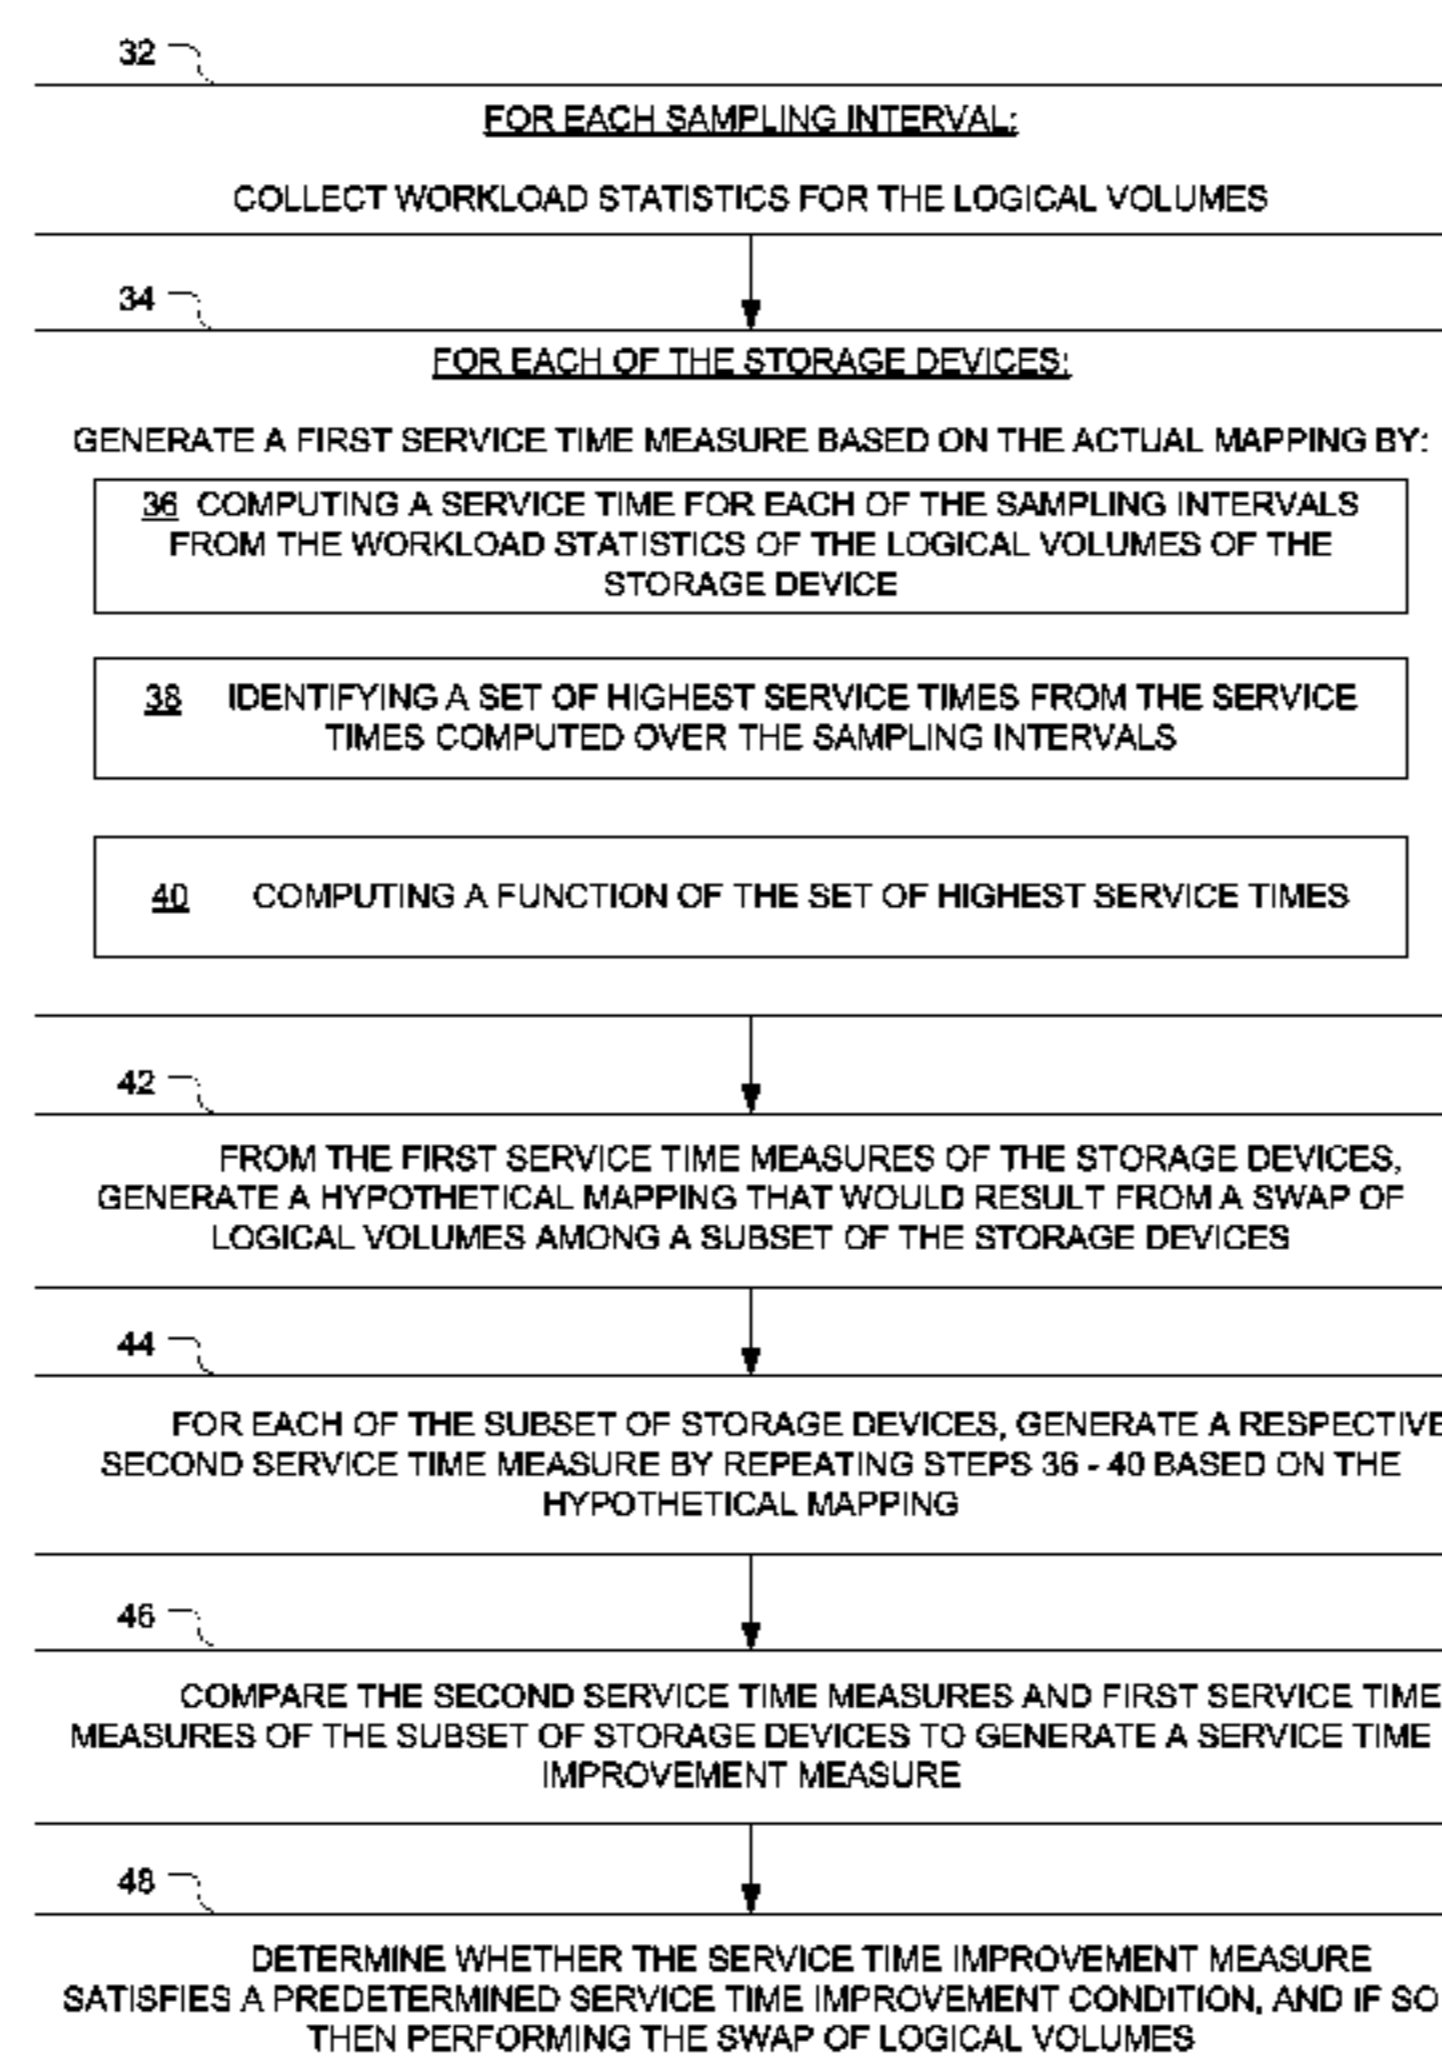 32
FOR EACH SAMPLING INTERVAL:
COLLECT WORKLOAD STATISTICS FOR THE LOGICAL VOLUMES
34
FOR EACH OF THE STORAGE DEVICES:
GENERATE A FIRST SERVICE TIME MEASURE BASED ON THE ACTUAL MAPPING BY:
36 COMPUTING A SERVICE TIME FOR EACH OF THE SAMPLING INTERVALS
FROM THE WORKLOAD STATISTICS OF THE LOGICAL VOLUMES OF THE
STORAGE DEVICE
38 IDENTIFYING A SET OF HIGHEST SERVICE TIMES FROM THE SERVICE
TIMES COMPUTED OVER THE SAMPLING INTERVALS
40 COMPUTING A FUNCTION OF THE SET OF HIGHEST SERVICE TIMES
42
FROM THE FIRST SERVICE TIME MEASURES OF THE STORAGE DEVICES,
GENERATE A HYPOTHETICAL MAPPING THAT WOULD RESULT FROM A SWAP OF
LOGICAL VOLUMES AMONG A SUBSET OF THE STORAGE DEVICES
44
FOR EACH OF THE SUBSET OF STORAGE DEVICES, GENERATE A RESPECTIVE
SECOND SERVICE TIME MEASURE BY REPEATING STEPS 36 - 40 BASED ON THE
HYPOTHETICAL MAPPING
46
COMPARE THE SECOND SERVICE TIME MEASURES AND FIRST SERVICE TIME
MEASURES OF THE SUBSET OF STORAGE DEVICES TO GENERATE A SERVICE TIME
IMPROVEMENT MEASURE
48
DETERMINE WHETHER THE SERVICE TIME IMPROVEMENT MEASURE
SATISFIES A PREDETERMINED SERVICE TIME IMPROVEMENT CONDITION, AND IF SO
THEN PERFORMING THE SWAP OF LOGICAL VOLUMES